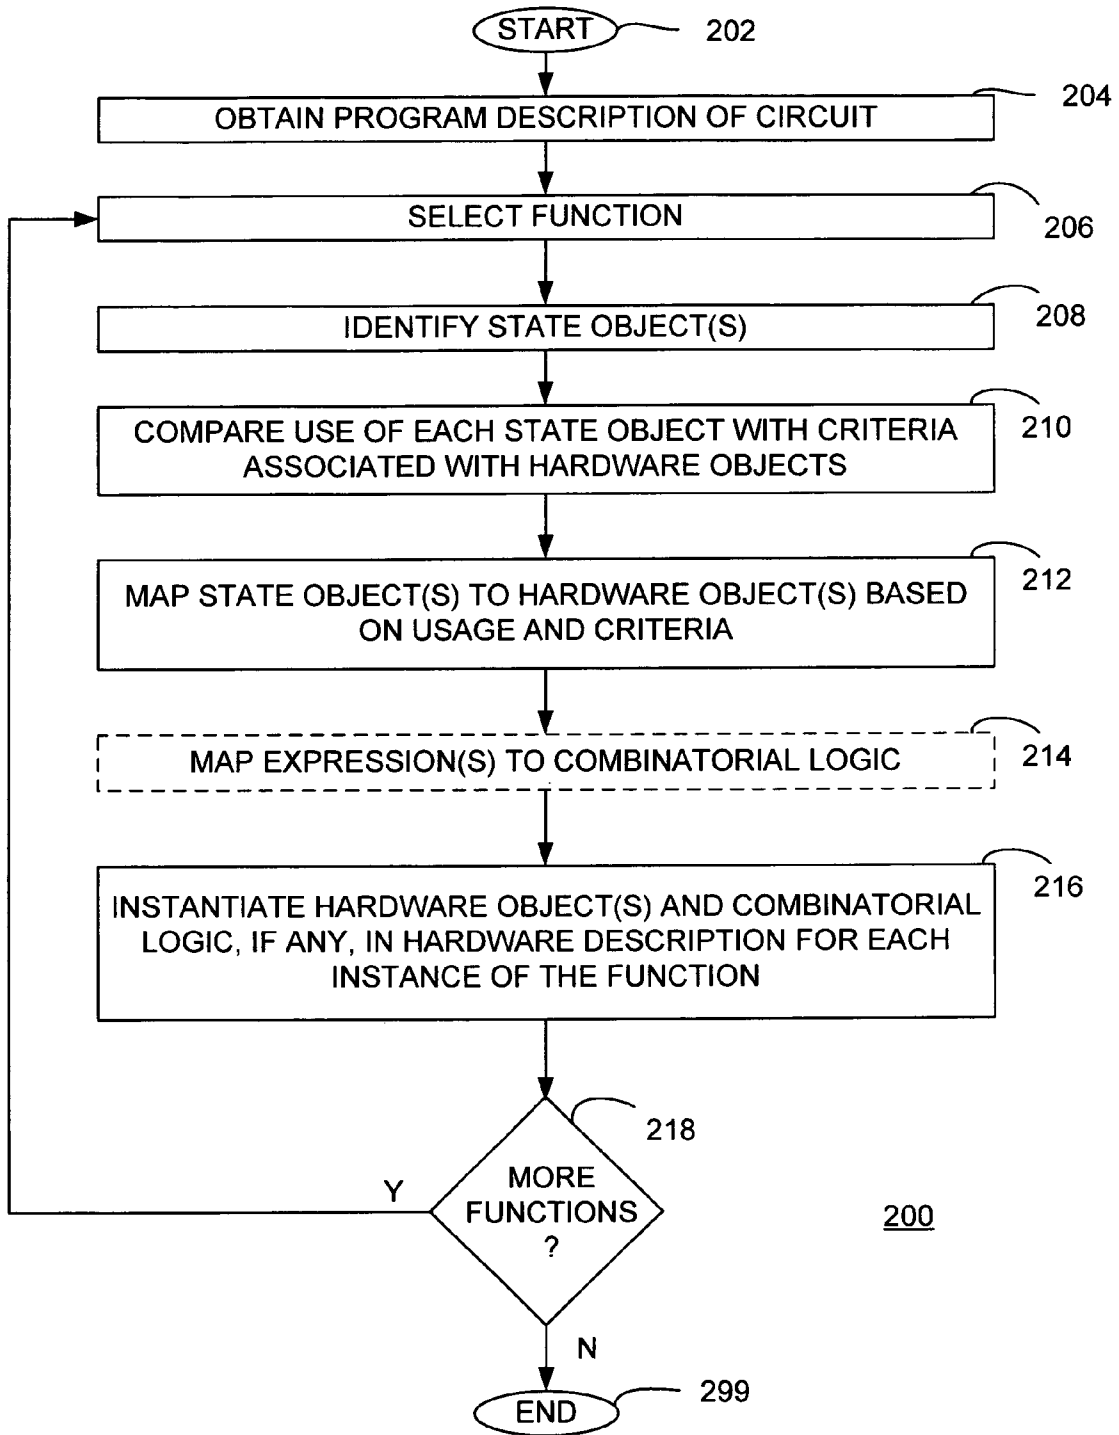 START
202
204
OBTAIN PROGRAM DESCRIPTION OF CIRCUIT
SELECT FUNCTION
206
IDENTIFY STATE OBJECT(S)
208
COMPARE USE OF EACH STATE OBJECT WITH CRITERIA
ASSOCIATED WITH HARDWARE OBJECTS
210
MAP STATE OBJECT(S) TO HARDWARE OBJECT(S) BASED
ON USAGE AND CRITERIA
212
MAP EXPRESSION(S) TO COMBINATORIAL LOGIC
214
INSTANTIATE HARDWARE OBJECT(S) AND COMBINATORIAL
LOGIC, IF ANY, IN HARDWARE DESCRIPTION FOR EACH
INSTANCE OF THE FUNCTION
216
218
MORE
FUNCTIONS
?
Y
200
N
END
299